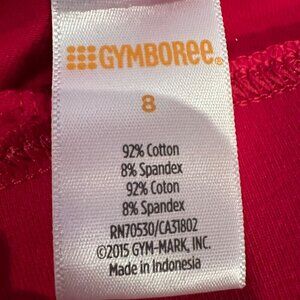 GYMBOREE®
8
92% Cotton
8% Spandex
92% Coton
8% Spandex
RN70530/CA31802
©2015 GYM-MARK, INC.
Made in Indonesia